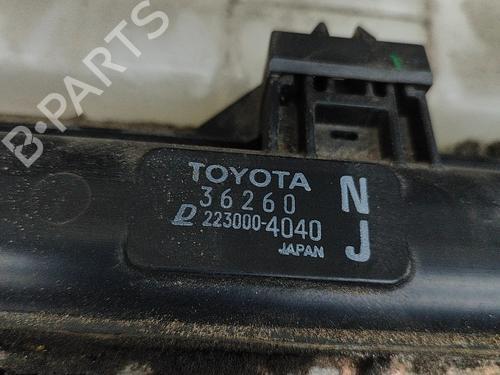 B-PARTS
TOYOTA
36260 N
D 223000-4040 J
JAPAN